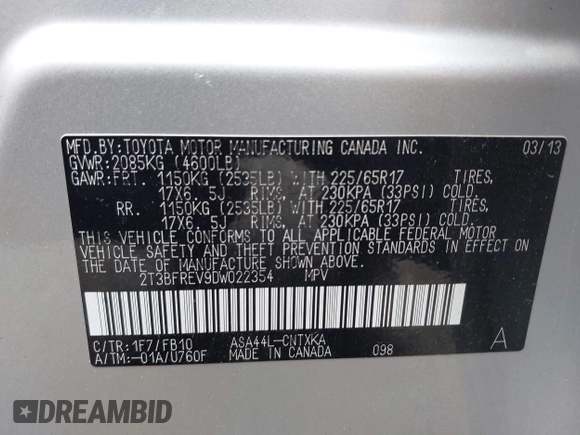 MFD.BY:TOYOTA MOTOR MANUFACTURING CANADA INC. 03/13
GVWR:2085KG (4600LB)
GAWR:FRT. 1150KG (2535LB) WITH 225/65R17 TIRES,
17X6. 5J RIMS, AT 230KPA (33PSI) COLD.
RR. 1150KG (2535LB) WITH 225/65R17 TIRES,
17X6. 5J RIMS, AT 230KPA (33PSI) COLD.
THIS VEHICLE CONFORMS TO ALL APPLICABLE FEDERAL MOTOR
VEHICLE SAFETY AND THEFT PREVENTION STANDARDS IN EFFECT ON
THE DATE OF MANUFACTURE SHOWN ABOVE.
2T3BFREV9DW022354 MPV
C/TR:1F7/FB10 ASA44L-CNTXKA A
A/TM:-01A/U760F MADE IN CANADA 098
DREAMBID